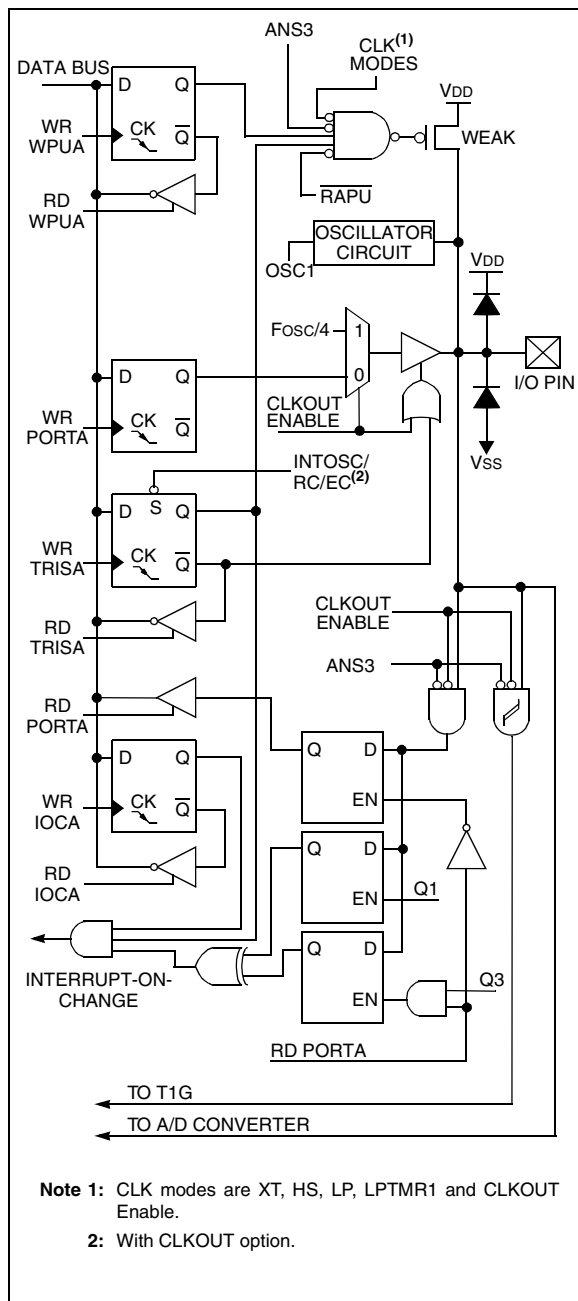 ANS3
CLK(1)
MODES
DATA BUS
D Q
VDD
WR
WPUA
CK Q
WEAK
RD
WPUA
RAPU
OSCILLATOR
CIRCUIT
OSC1
VDD
FOSC/4
1
D Q
0
I/O PIN
WR
PORTA
CK Q
CLKOUT
ENABLE
VSS
INTOSC/
RC/EC(2)
D S Q
WR
TRISA
CK Q
RD
TRISA
CLKOUT
ENABLE
ANS3
RD
PORTA
Q D
D Q
WR
IOCA
CK Q
EN
RD
IOCA
Q D
EN
Q1
Q D
INTERRUPT-ON-
CHANGE
EN
Q3
RD PORTA
TO T1G
TO A/D CONVERTER
Note 1: CLK modes are XT, HS, LP, LPTMR1 and CLKOUT
Enable.
2: With CLKOUT option.